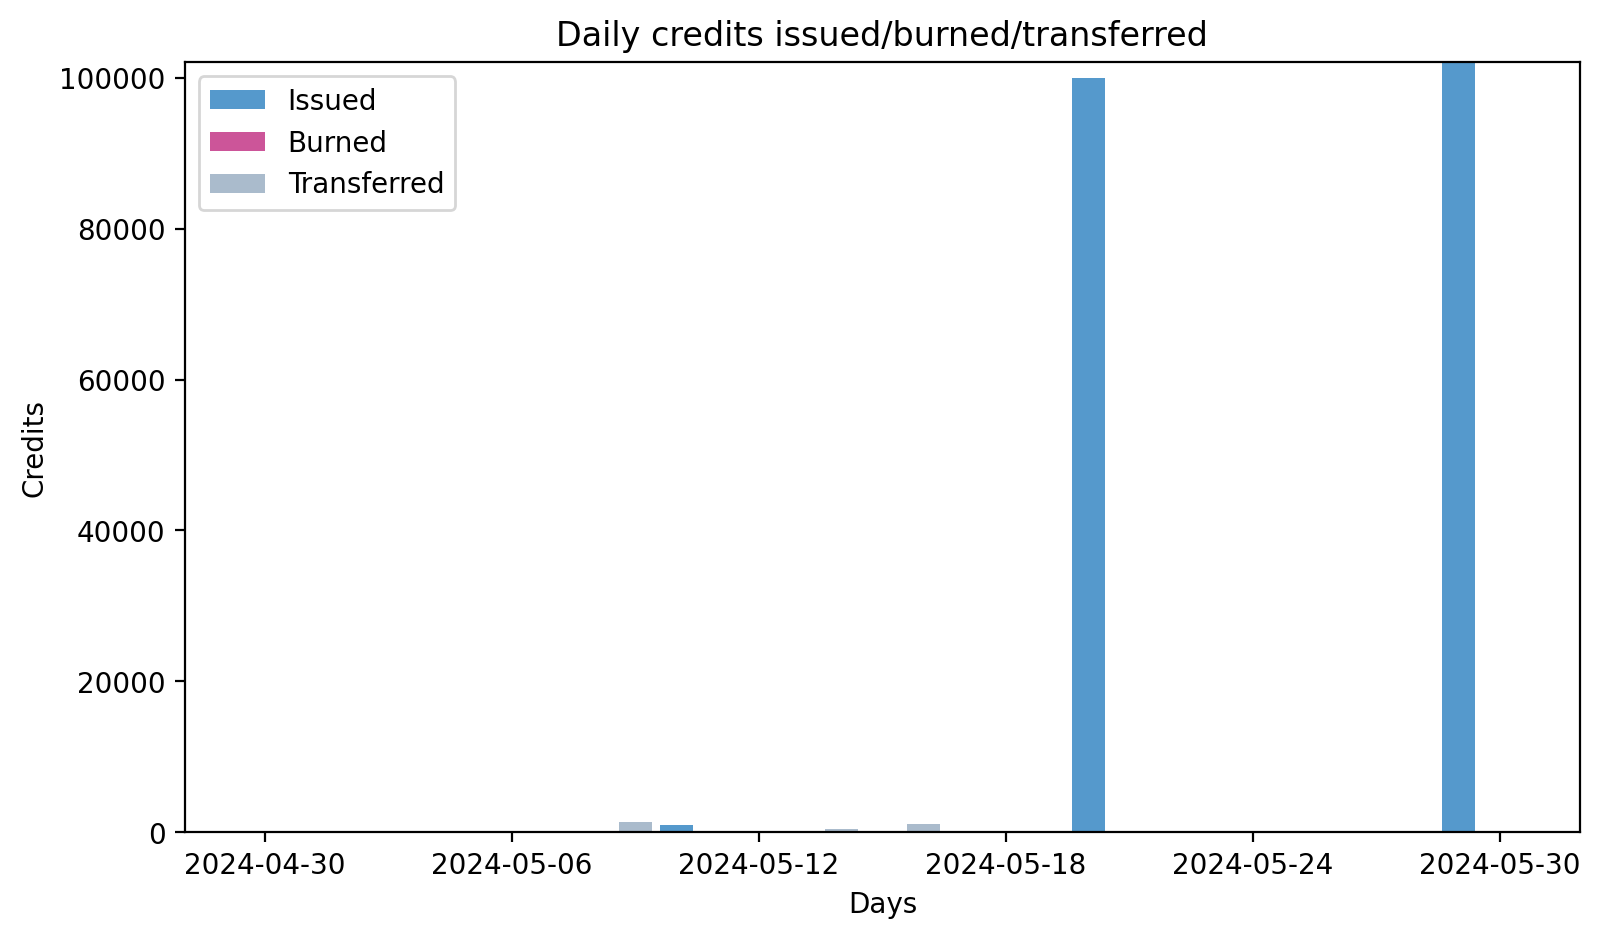 Daily credits issued/burned/transferred
100000
80000
60000
40000
20000
0
Credits
Issued
Burned
Transferred
2024-04-30
2024-05-06
2024-05-12
2024-05-18
2024-05-24
2024-05-30
Days